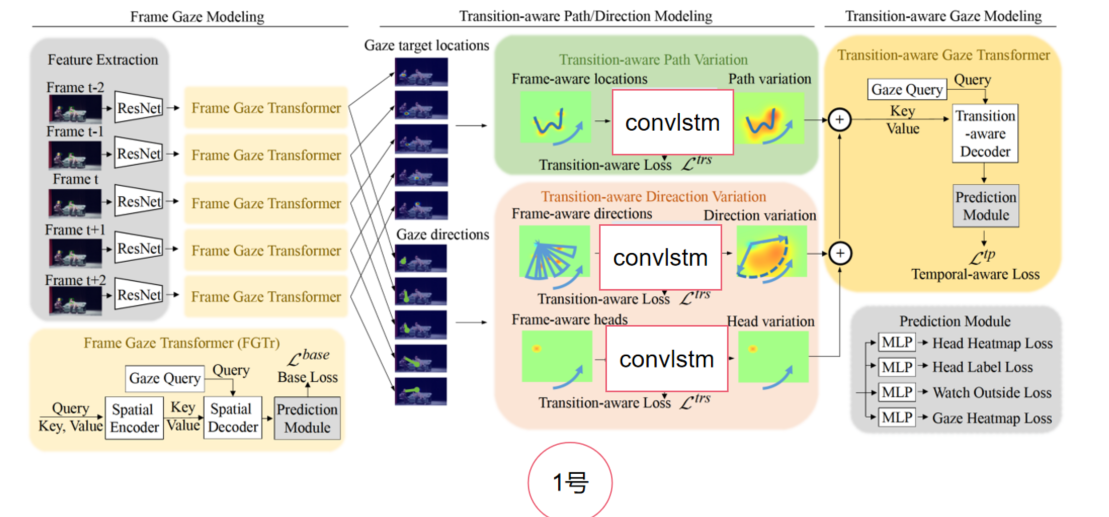 Frame Gaze Modeling
Transition-aware Path/Direction Modeling
Transition-aware Gaze Modeling
Feature Extraction
Frame t-2
ResNet
Frame Gaze Transformer
Frame t-1
ResNet
Frame Gaze Transformer
Frame t
ResNet
Frame Gaze Transformer
Frame t+1
ResNet
Frame Gaze Transformer
Frame t+2
ResNet
Frame Gaze Transformer
Frame Gaze Transformer (FGTr)
Gaze Query
Query
ℒbase
Base Loss
Query
Key, Value
Spatial
Encoder
Key
Value
Spatial
Decoder
Prediction
Module
Gaze target locations
Gaze directions
Transition-aware Path Variation
Frame-aware locations
Path variation
convlstm
Transition-aware Loss ℒtrs
Transition-aware Direaction Variation
Frame-aware directions
Direction variation
convlstm
Transition-aware Loss ℒtrs
Frame-aware heads
Head variation
convlstm
Transition-aware Loss ℒtrs
Transition-aware Gaze Transformer
Gaze Query
Query
Key
Value
Transition
-aware
Decoder
Prediction
Module
ℒtp
Temporal-aware Loss
Prediction Module
MLP Head Heatmap Loss
MLP Head Label Loss
MLP Watch Outside Loss
MLP Gaze Heatmap Loss
1号